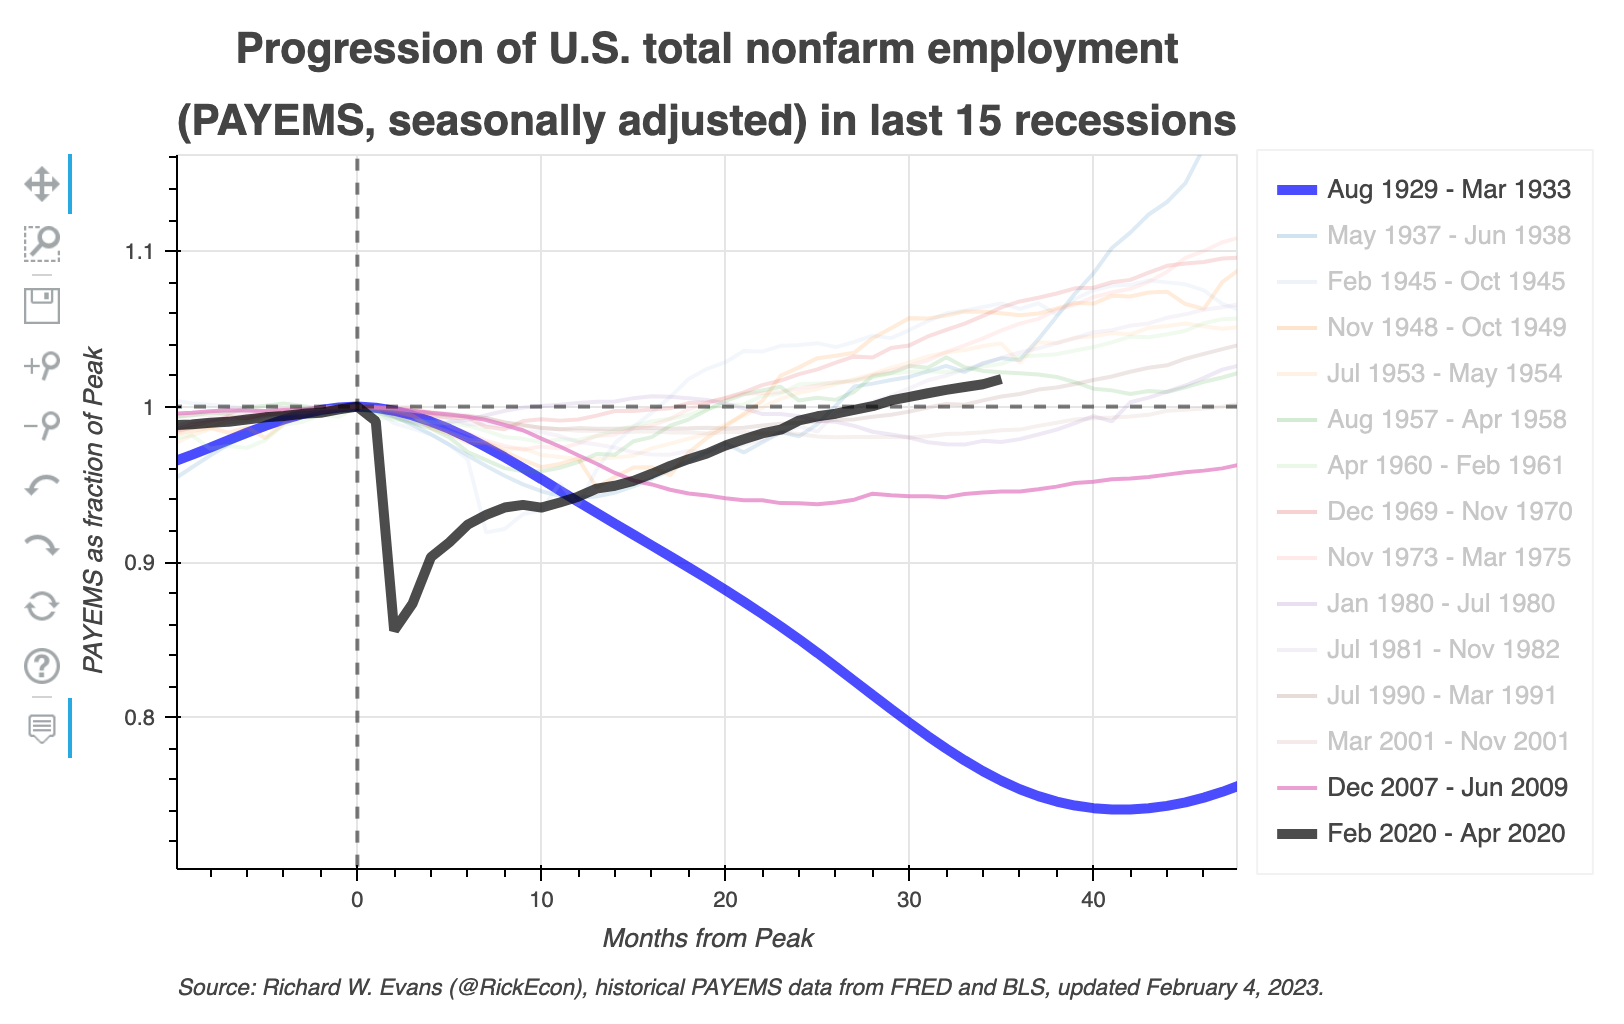 Progression of U.S. total nonfarm employment
(PAYEMS, seasonally adjusted) in last 15 recessions
PAYEMS as fraction of Peak
1.1
1
0.9
0.8
0
10
20
30
40
Months from Peak
Aug 1929 - Mar 1933
May 1937 - Jun 1938
Feb 1945 - Oct 1945
Nov 1948 - Oct 1949
Jul 1953 - May 1954
Aug 1957 - Apr 1958
Apr 1960 - Feb 1961
Dec 1969 - Nov 1970
Nov 1973 - Mar 1975
Jan 1980 - Jul 1980
Jul 1981 - Nov 1982
Jul 1990 - Mar 1991
Mar 2001 - Nov 2001
Dec 2007 - Jun 2009
Feb 2020 - Apr 2020
Source: Richard W. Evans (@RickEcon), historical PAYEMS data from FRED and BLS, updated February 4, 2023.